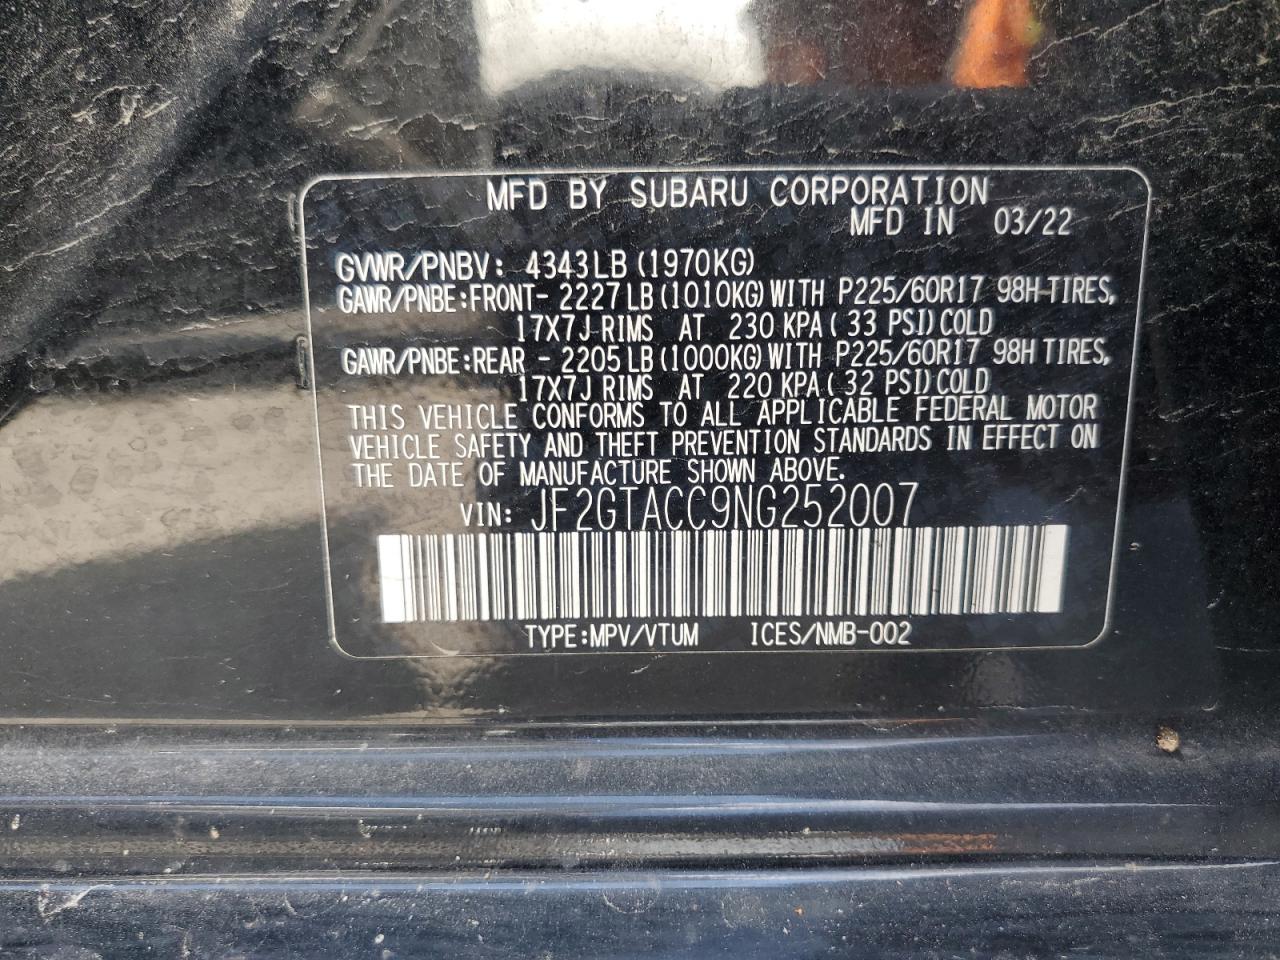 MFD BY SUBARU CORPORATION
MFD IN 03/22
GVWR/PNBV: 4343LB (1970KG)
GAWR/PNBE:FRONT- 2227 LB (1010KG) WITH P225/60R17 98H TIRES,
17X7J RIMS AT 230 KPA ( 33 PSI) COLD
GAWR/PNBE:REAR - 2205 LB (1000KG) WITH P225/60R17 98H TIRES,
17X7J RIMS AT 220 KPA ( 32 PSI) COLD
THIS VEHICLE CONFORMS TO ALL APPLICABLE FEDERAL MOTOR
VEHICLE SAFETY AND THEFT PREVENTION STANDARDS IN EFFECT ON
THE DATE OF MANUFACTURE SHOWN ABOVE.
VIN: JF2GTACC9NG252007
TYPE:MPV/VTUM ICES/NMB-002